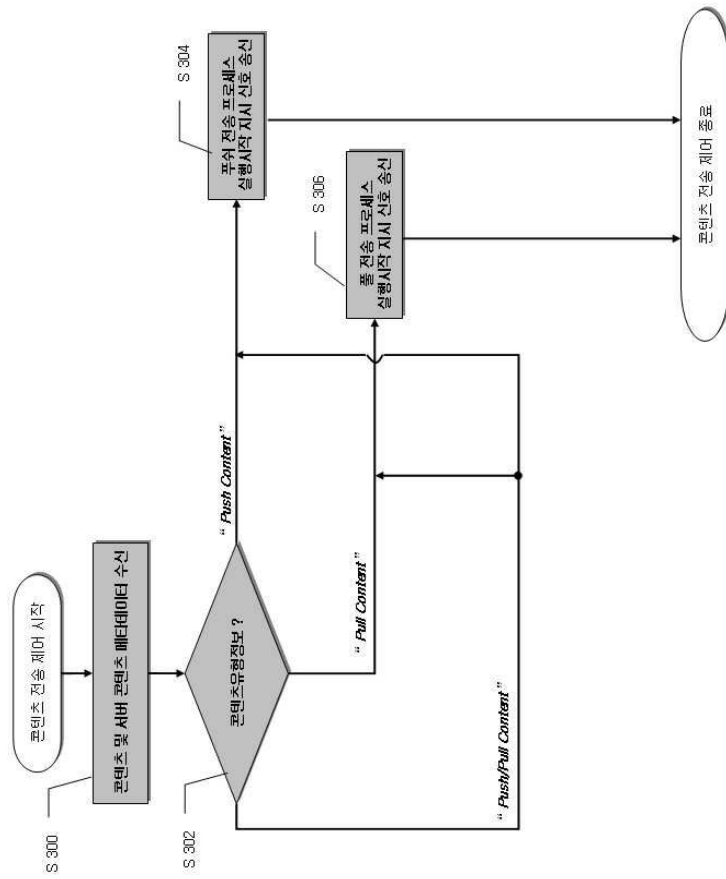 콘텐츠 전송 제어 시작
S 300
콘텐츠 및 서버 콘텐츠 메타데이터 수신
S 302
콘텐츠유형정보 ?
“ Push Content”
“ Pull Content”
“ Push/Pull Content”
S 304
푸쉬 전송 프로세스
실행시작 지시 신호 송신
S 306
풀 전송 프로세스
실행시작 지시 신호 송신
콘텐츠 전송 제어 종료